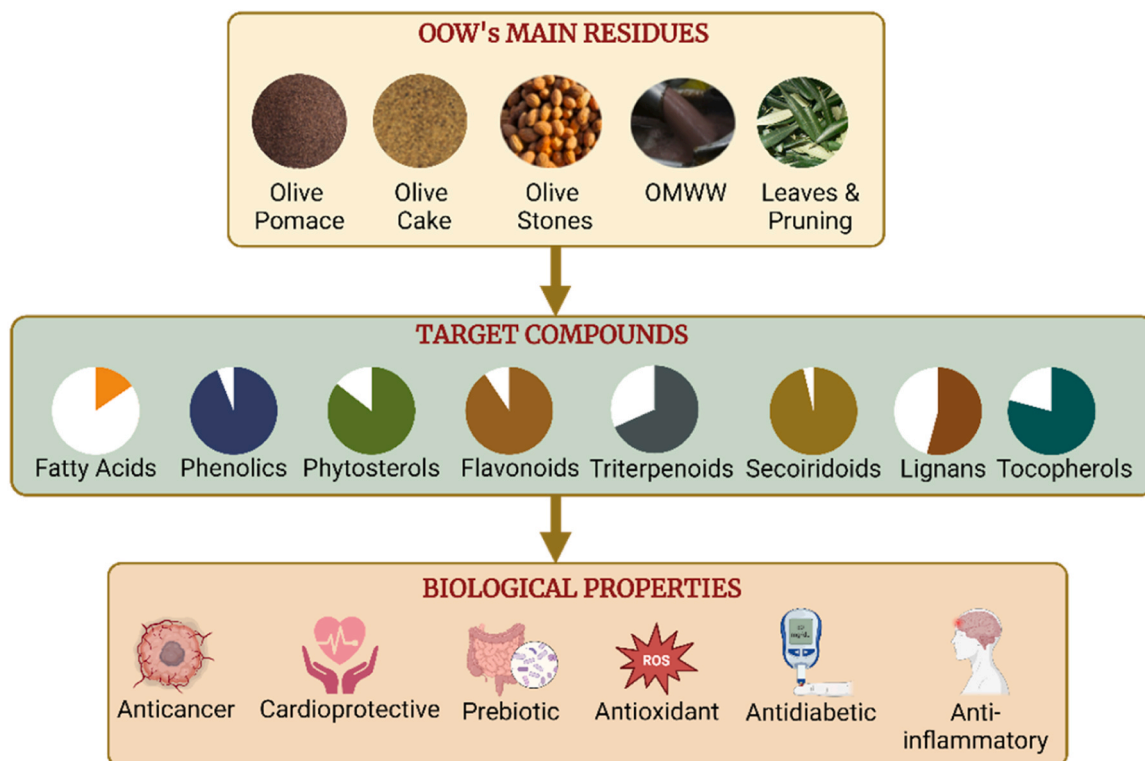 OOW's MAIN RESIDUES
Olive Pomace
Olive Cake
Olive Stones
OMWW
Leaves & Pruning
TARGET COMPOUNDS
Fatty Acids
Phenolics
Phytosterols
Flavonoids
Triterpenoids
Secoiridoids
Lignans
Tocopherols
BIOLOGICAL PROPERTIES
ROS
Anticancer
Cardioprotective
Prebiotic
Antioxidant
Antidiabetic
Anti-
inflammatory